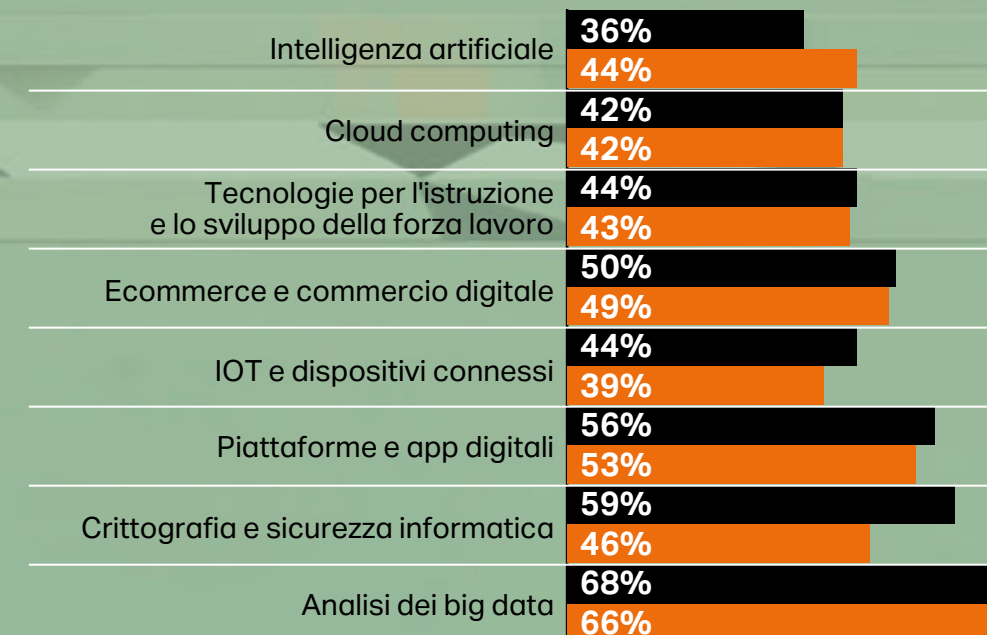 Intelligenza artificiale
36%
44%
Cloud computing
42%
42%
Tecnologie per l'istruzione
e lo sviluppo della forza lavoro
44%
43%
Ecommerce e commercio digitale
50%
49%
IOT e dispositivi connessi
44%
39%
Piattaforme e app digitali
56%
53%
Crittografia e sicurezza informatica
59%
46%
Analisi dei big data
68%
66%